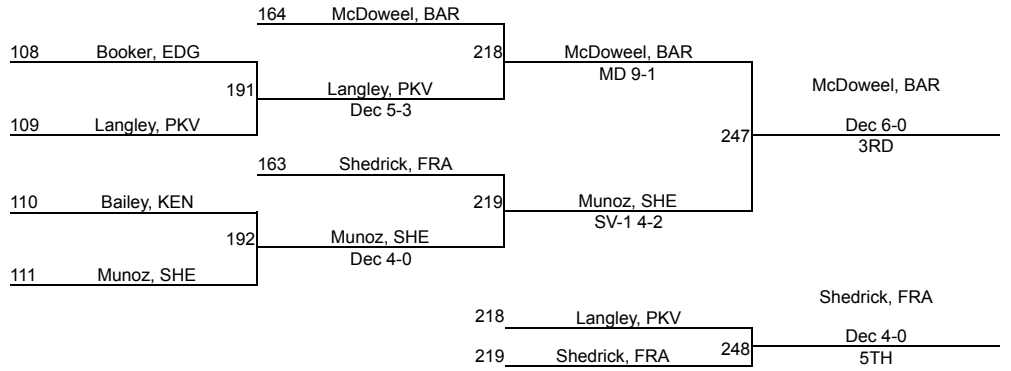 164 McDoweel, BAR
108 Booker, EDG
218 McDoweel, BAR
MD 9-1
191 Langley, PKV
Dec 5-3
McDoweel, BAR
109 Langley, PKV
247 Dec 6-0
3RD
163 Shedrick, FRA
110 Bailey, KEN
219 Munoz, SHE
SV-1 4-2
192 Munoz, SHE
Dec 4-0
111 Munoz, SHE
Shedrick, FRA
218 Langley, PKV
248 Dec 4-0
5TH
219 Shedrick, FRA